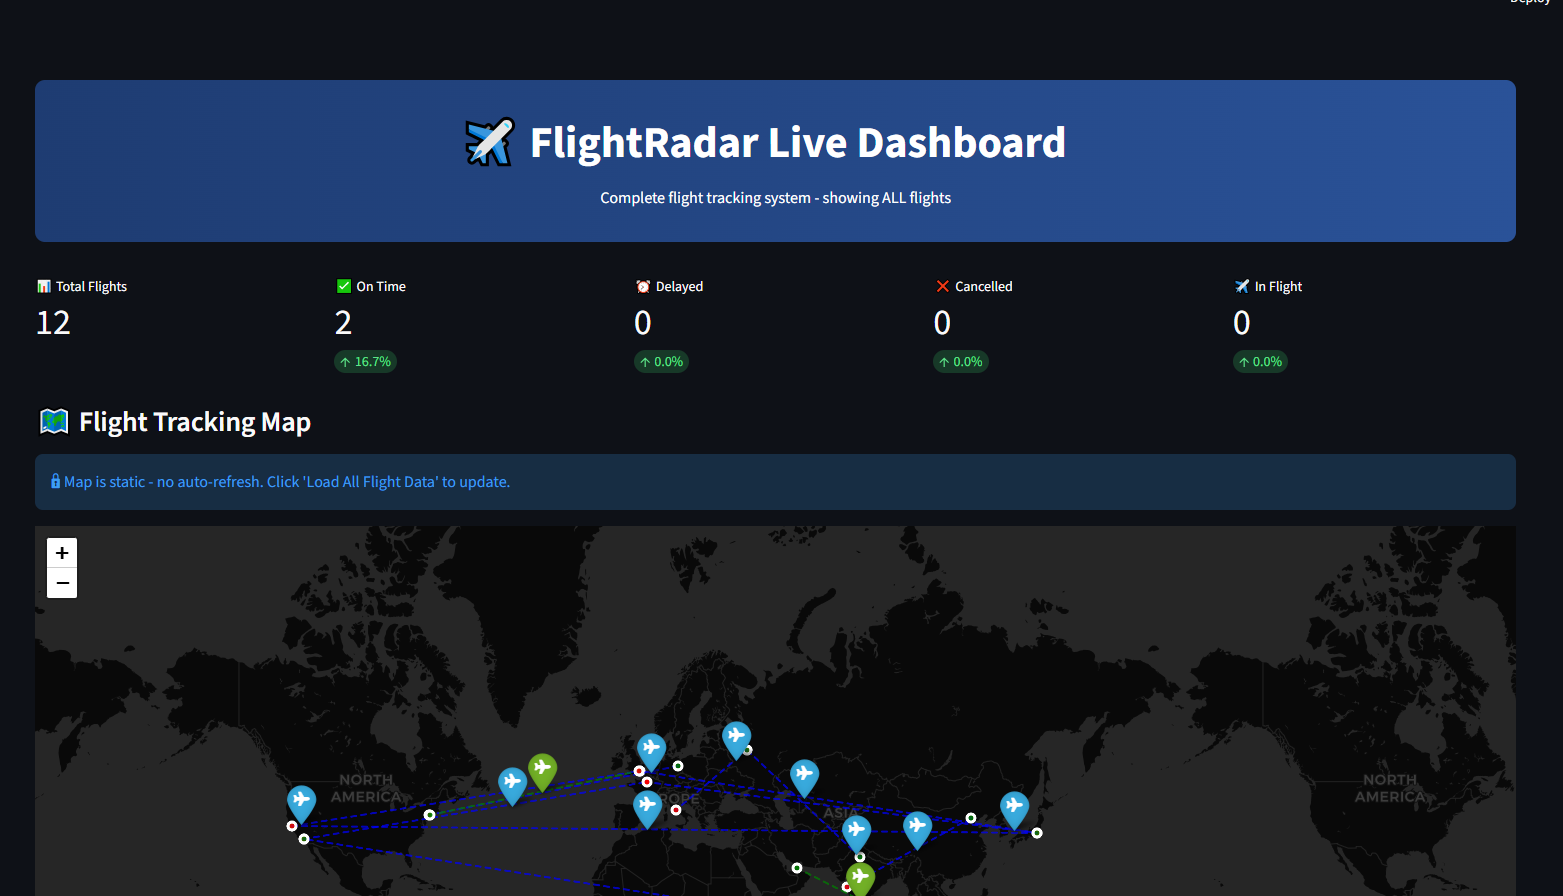 Deploy
FlightRadar Live Dashboard
Complete flight tracking system - showing ALL flights
Total Flights
12
On Time
2
↑ 16.7%
Delayed
0
↑ 0.0%
Cancelled
0
↑ 0.0%
In Flight
0
↑ 0.0%
Flight Tracking Map
Map is static - no auto-refresh. Click 'Load All Flight Data' to update.
+
−
NORTH
AMERICA
ASIA
NORTH
AMERICA